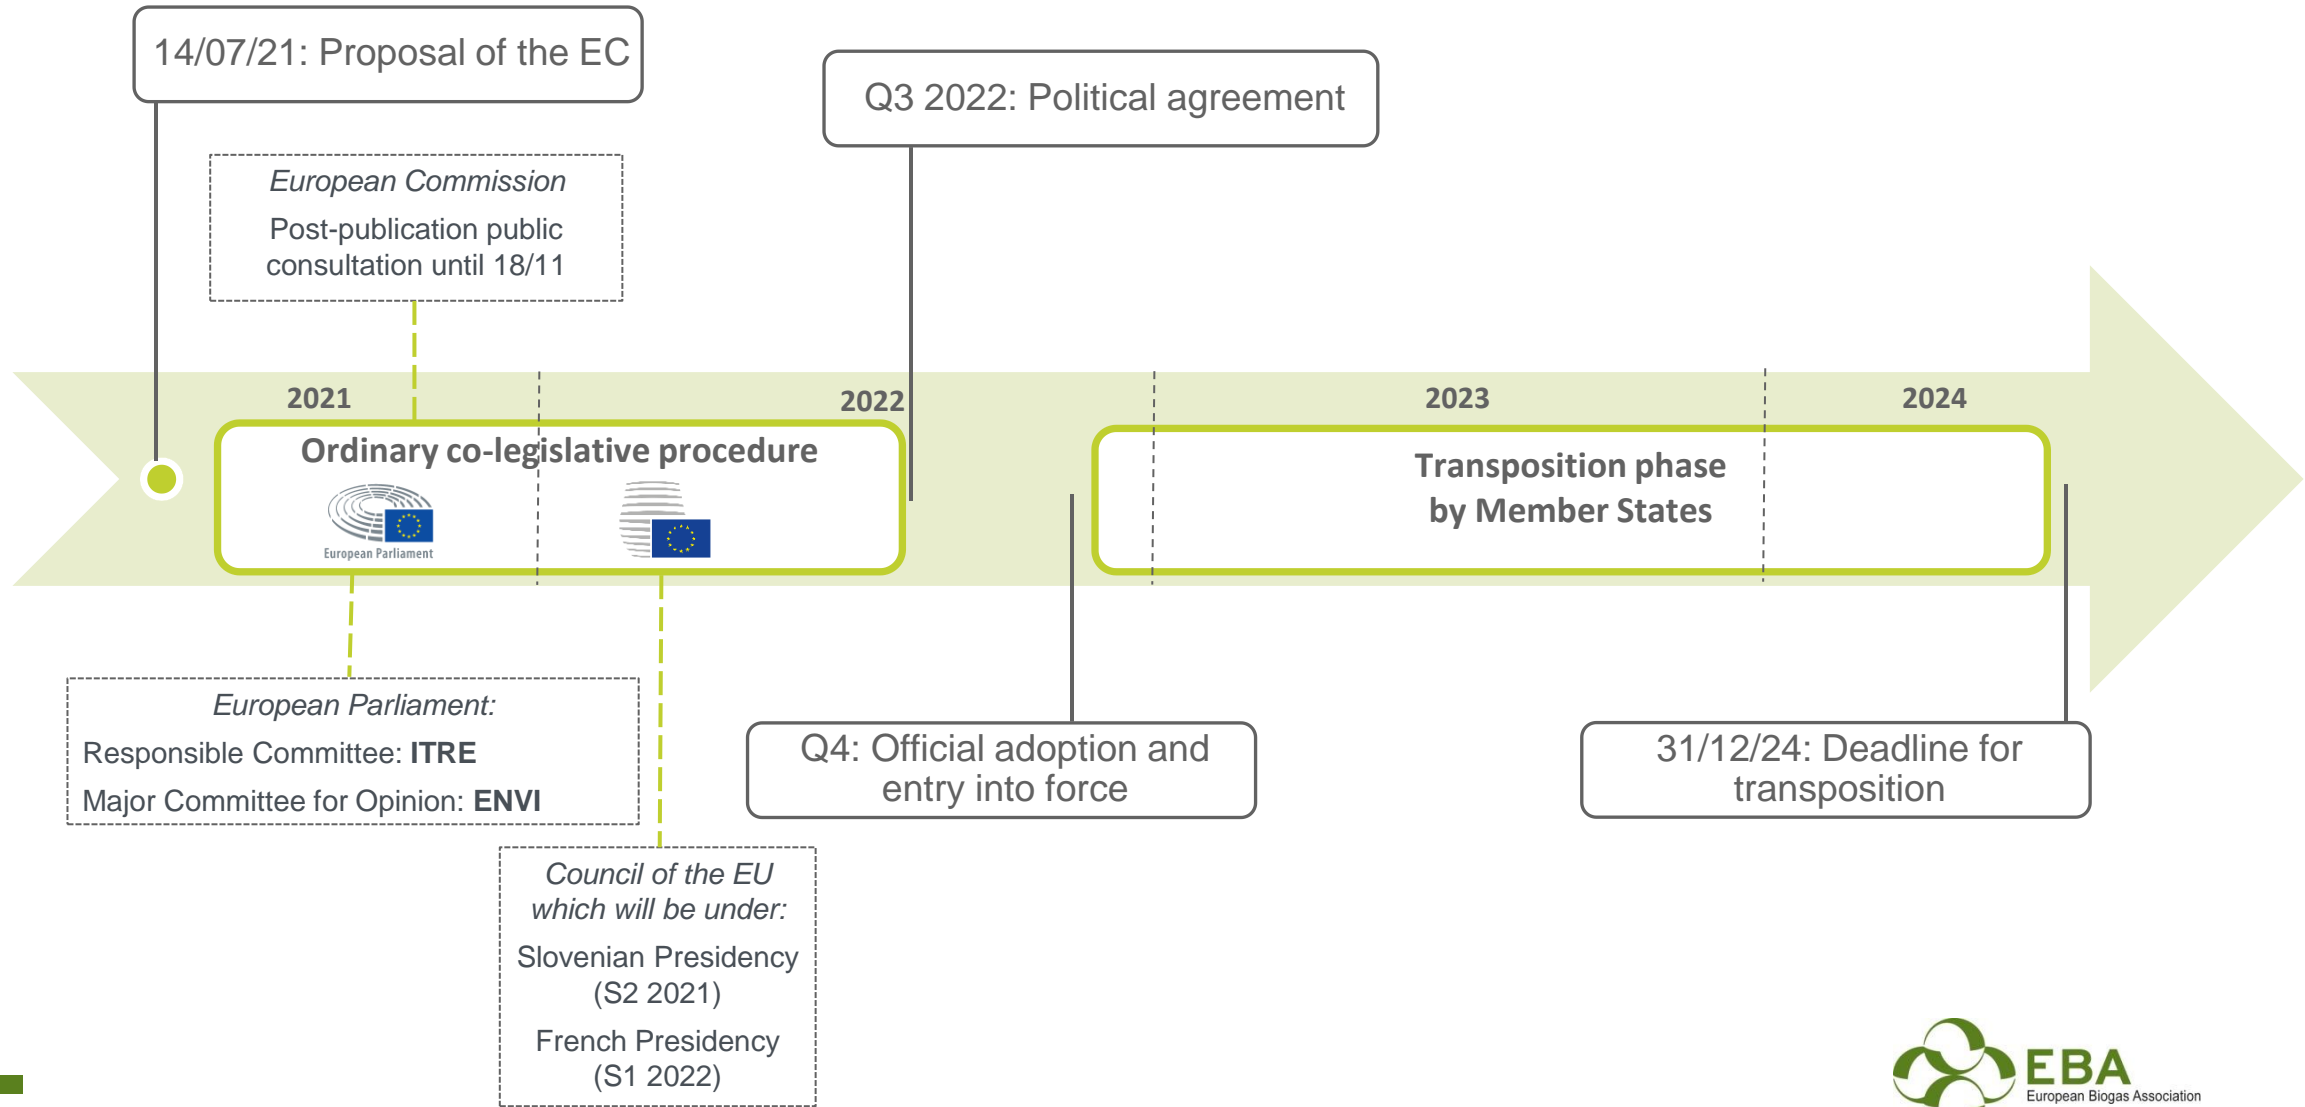 14/07/21: Proposal of the EC
Q3 2022: Political agreement
European Commission
Post-publication public
consultation until 18/11
2021
2022
2023
2024
Ordinary co-legislative procedure
European Parliament
Transposition phase
by Member States
European Parliament:
Responsible Committee: ITRE
Major Committee for Opinion: ENVI
Q4: Official adoption and
entry into force
31/12/24: Deadline for
transposition
Council of the EU
which will be under:
Slovenian Presidency
(S2 2021)
French Presidency
(S1 2022)
EBA
European Biogas Association